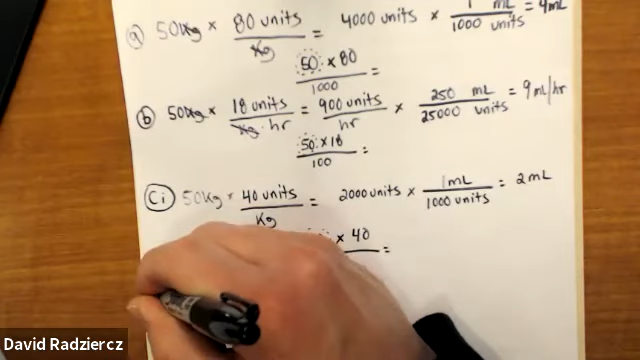 a) 50kg × 80 units / kg = 4000 units × 1 mL / 1000 units = 4mL
50 × 80 / 1000 =
b) 50kg × 18 units / kg · hr = 900 units / hr × 250 mL / 25000 units = 9 mL/hr
50 × 18 / 100 =
Ci) 50kg × 40 units / kg = 2000 units × 1mL / 1000 units = 2mL
× 40 =
David Radziercz